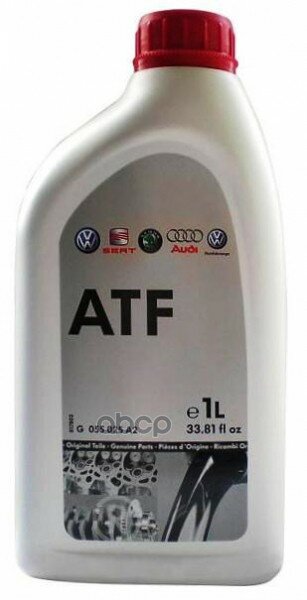 SEAT
Audi
ATF
e 1L
33.81 fl oz
G 055 025 A2
abcp
Original Teile - Genuine Parts - Pièces d'Origine - Ricambi Or